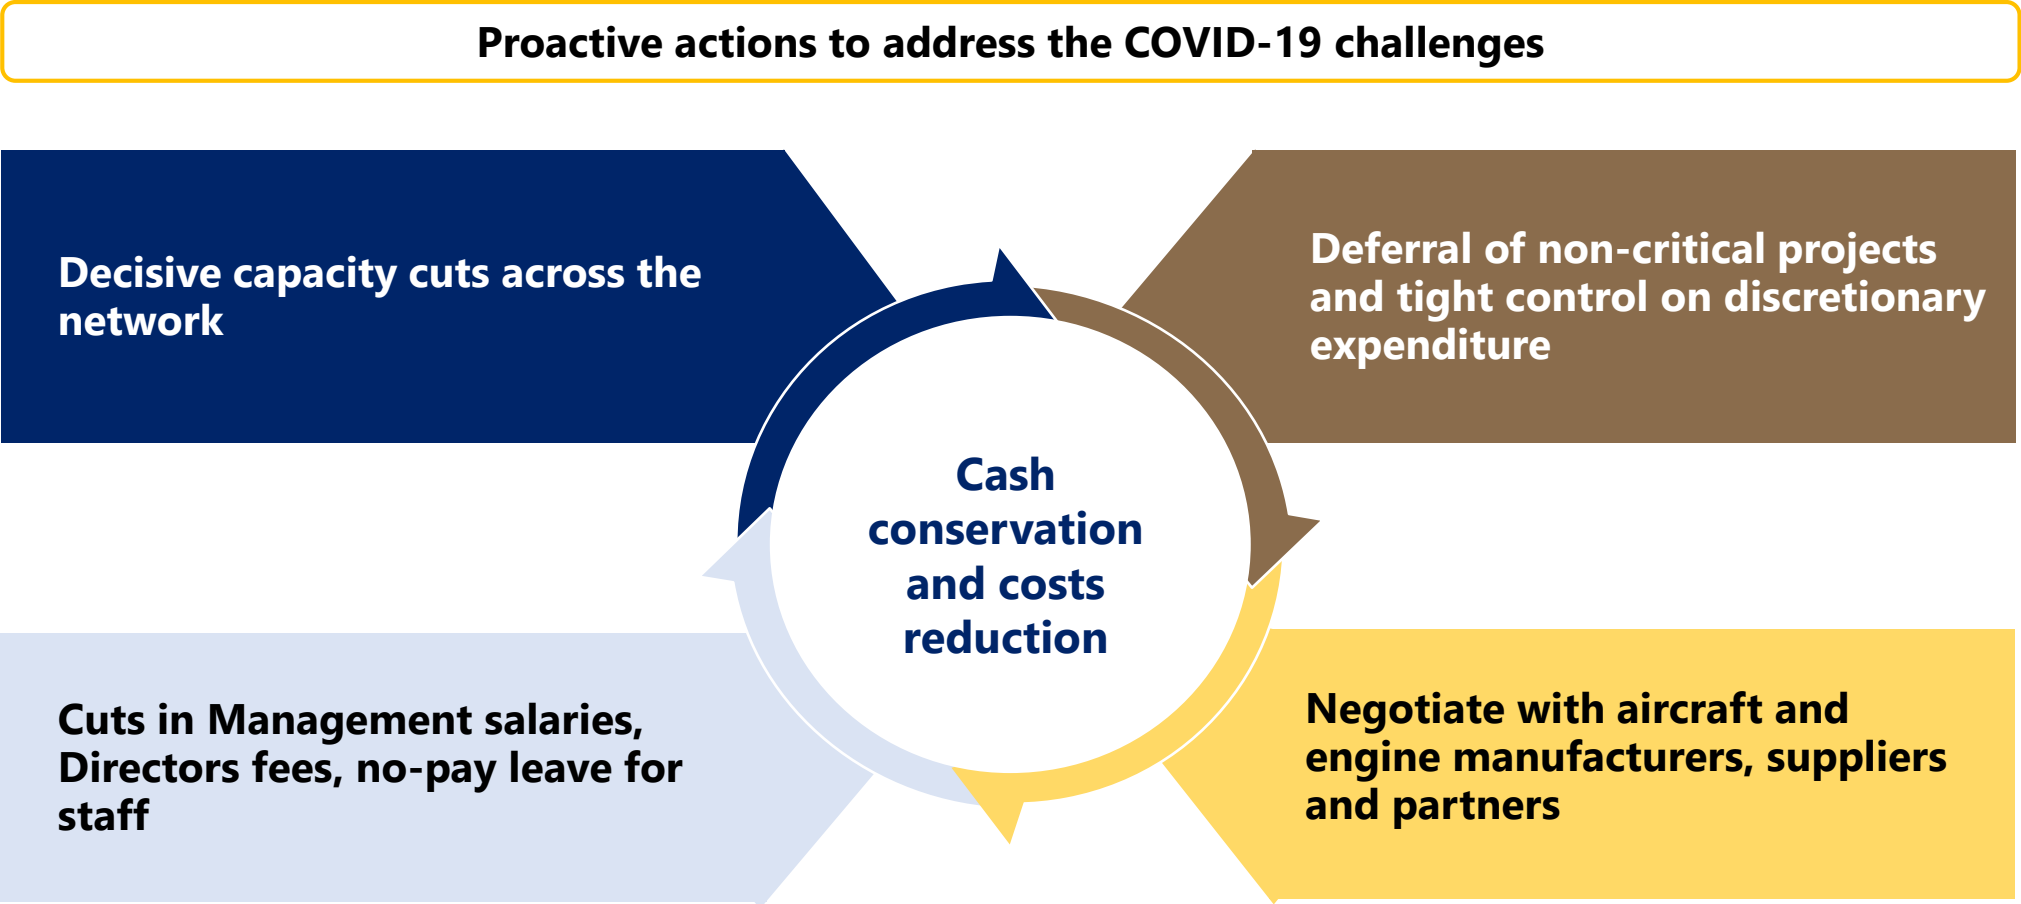 Proactive actions to address the COVID-19 challenges
Decisive capacity cuts across the
network
Deferral of non-critical projects
and tight control on discretionary
expenditure
Cash
conservation
and costs
reduction
Cuts in Management salaries,
Directors fees, no-pay leave for
staff
Negotiate with aircraft and
engine manufacturers, suppliers
and partners